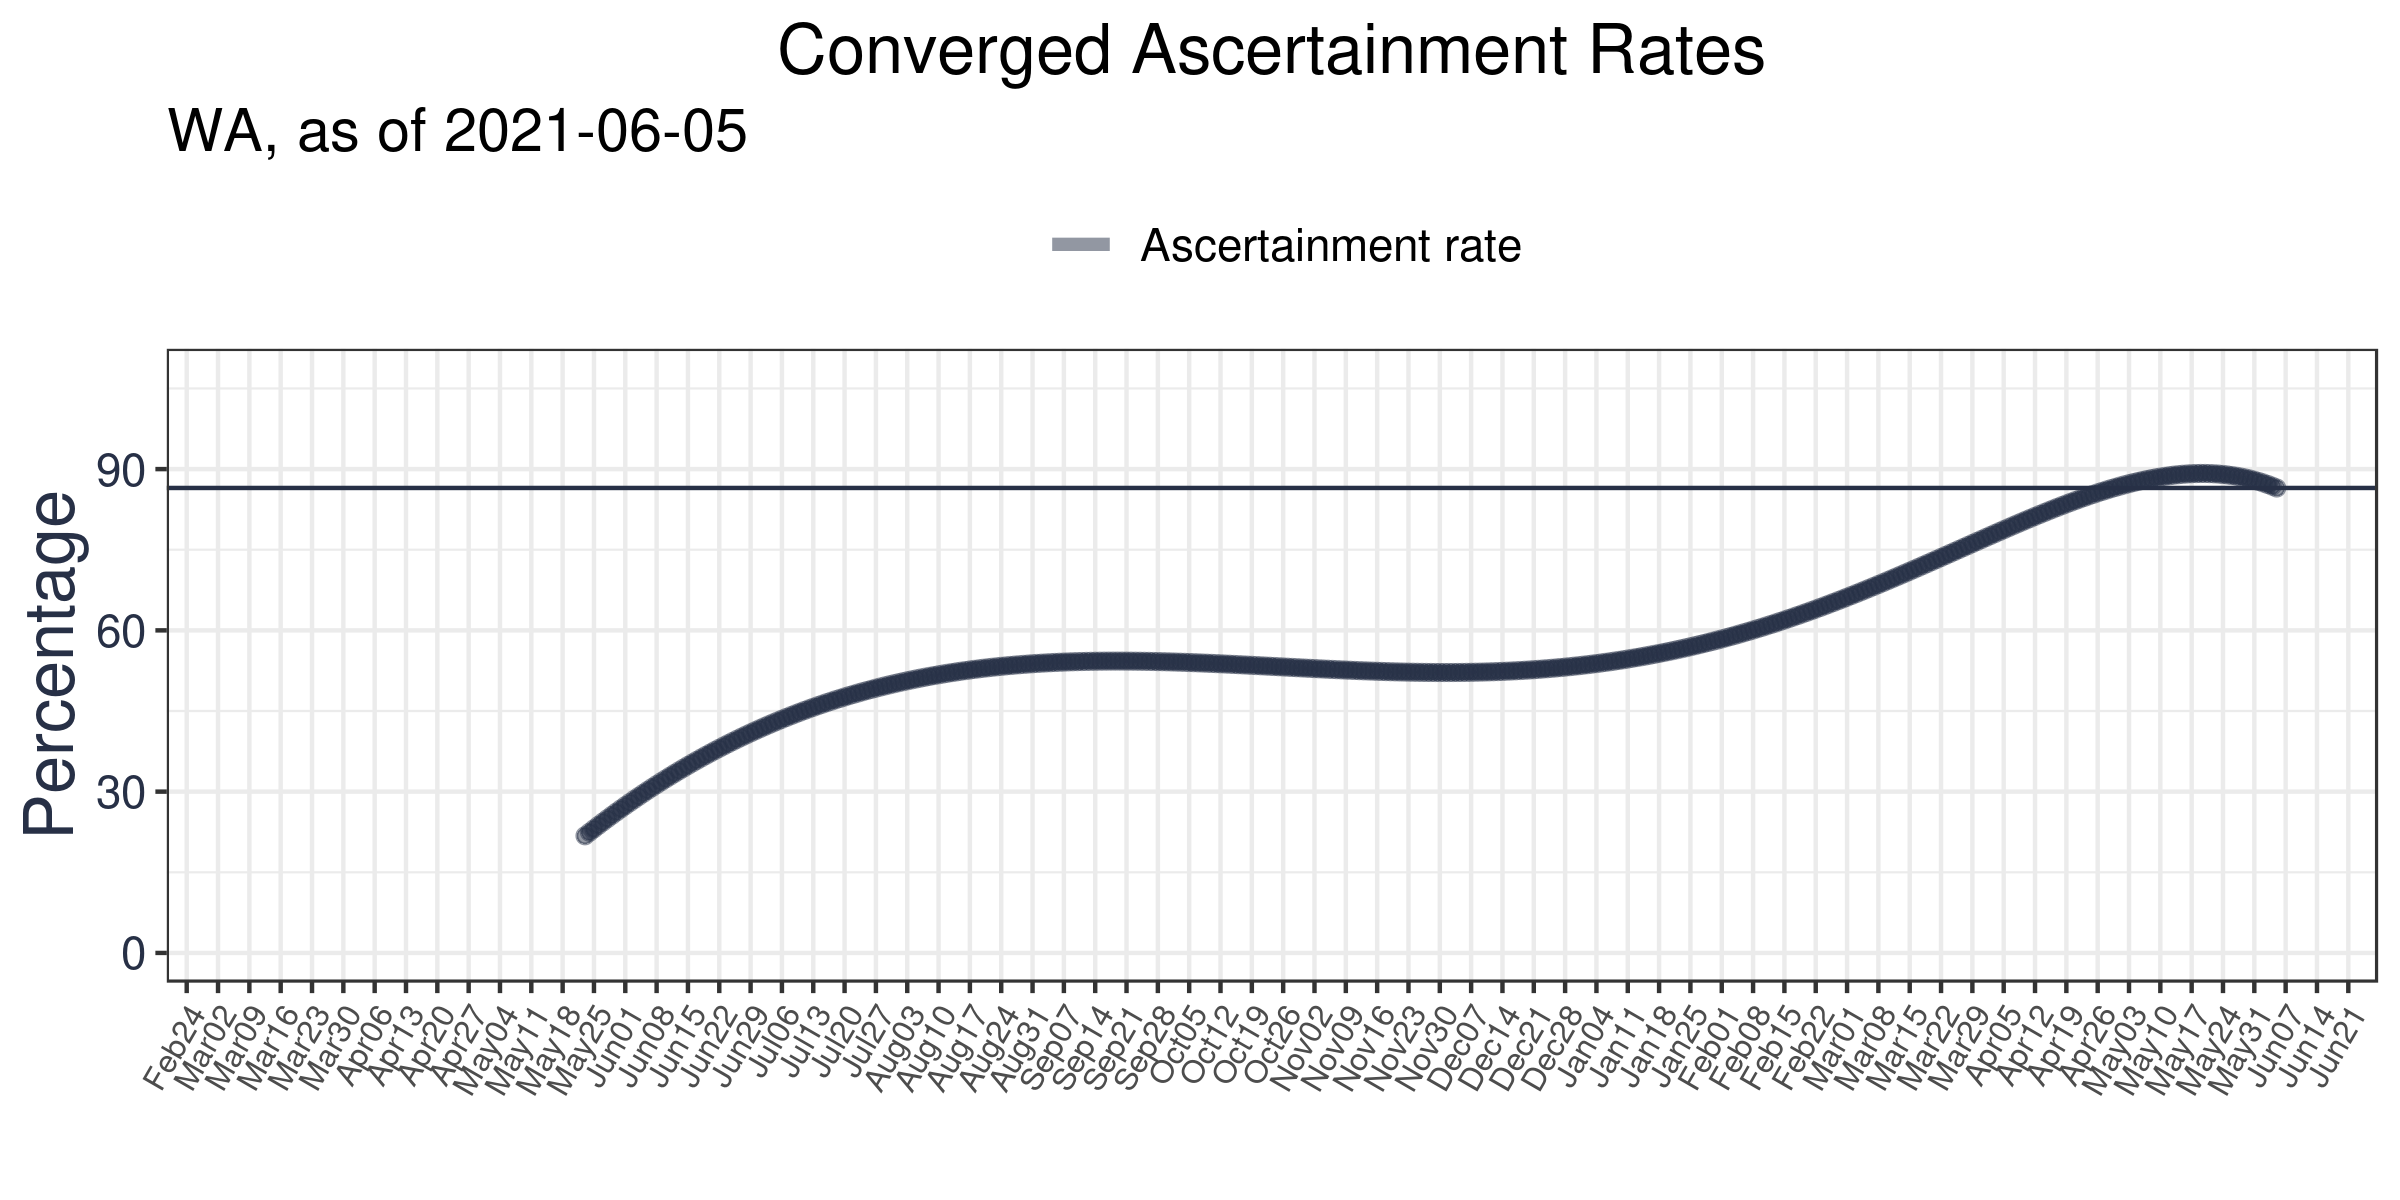 Converged Ascertainment Rates
WA, as of 2021-06-05
Ascertainment rate
Percentage
90
60
30
0
Feb24
Mar02
Mar09
Mar16
Mar23
Mar30
Apr06
Apr13
Apr20
Apr27
May04
May11
May18
May25
Jun01
Jun08
Jun15
Jun22
Jun29
Jul06
Jul13
Jul20
Jul27
Aug03
Aug10
Aug17
Aug24
Aug31
Sep07
Sep14
Sep21
Sep28
Oct05
Oct12
Oct19
Oct26
Nov02
Nov09
Nov16
Nov23
Nov30
Dec07
Dec14
Dec21
Dec28
Jan04
Jan11
Jan18
Jan25
Feb01
Feb08
Feb15
Feb22
Mar01
Mar08
Mar15
Mar22
Mar29
Apr05
Apr12
Apr19
Apr26
May03
May10
May17
May24
May31
Jun07
Jun14
Jun21